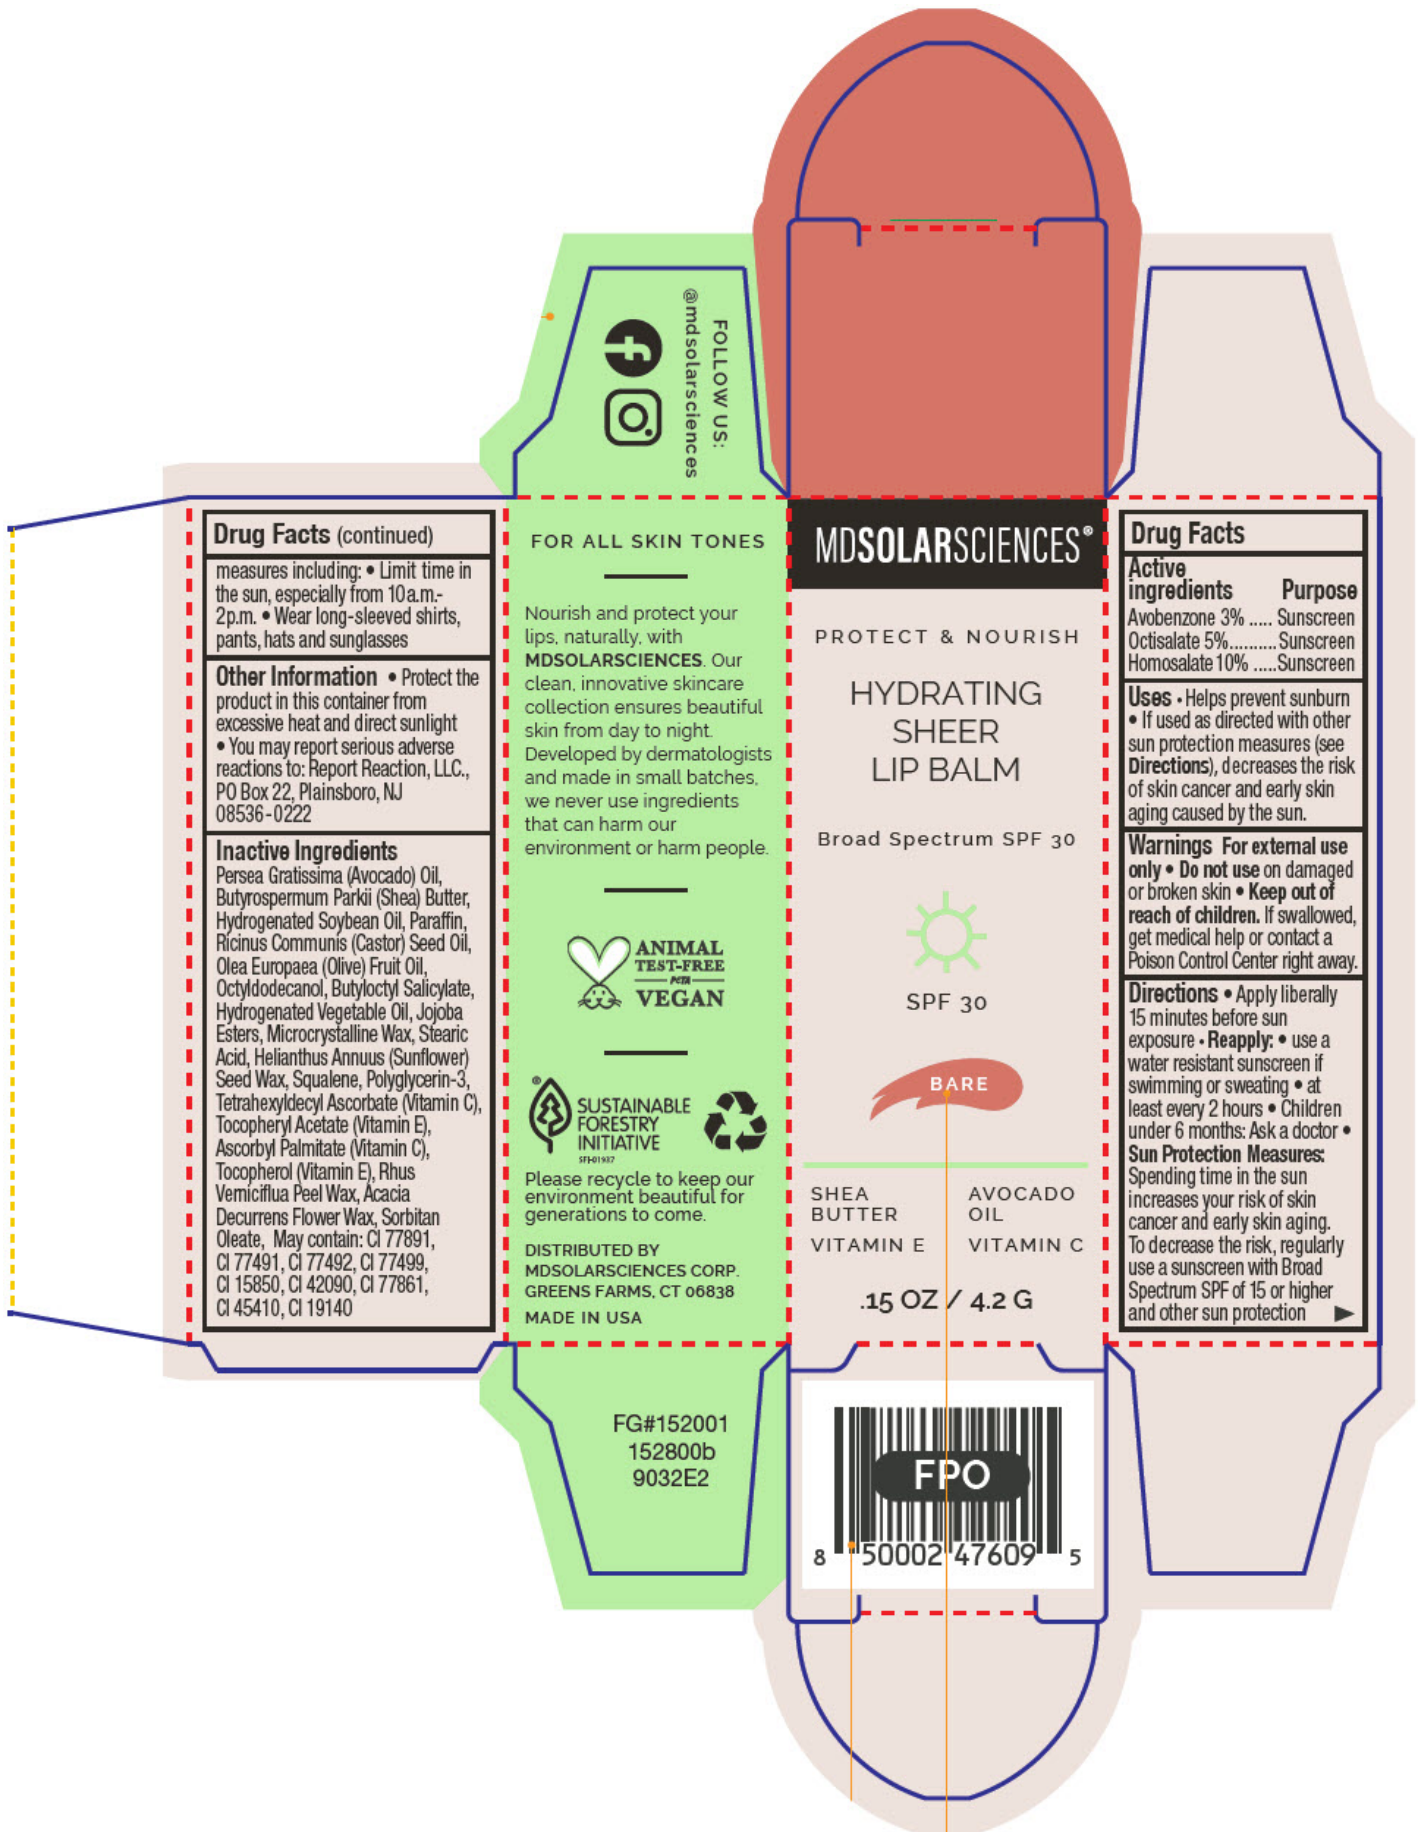 FOLLOW US:
@mdsolarsciences
Drug Facts (continued)
measures including: • Limit time in
the sun, especially from 10a.m.-
2p.m. • Wear long-sleeved shirts,
pants, hats and sunglasses
Other Information • Protect the
product in this container from
excessive heat and direct sunlight
• You may report serious adverse
reactions to: Report Reaction, LLC.,
PO Box 22, Plainsboro, NJ
08536-0222
Inactive Ingredients
Persea Gratissima (Avocado) Oil,
Butyrospermum Parkii (Shea) Butter,
Hydrogenated Soybean Oil, Paraffin,
Ricinus Communis (Castor) Seed Oil,
Olea Europaea (Olive) Fruit Oil,
Octyldodecanol, Butyloctyl Salicylate,
Hydrogenated Vegetable Oil, Jojoba
Esters, Microcrystalline Wax, Stearic
Acid, Helianthus Annuus (Sunflower)
Seed Wax, Squalene, Polyglycerin-3,
Tetrahexyldecyl Ascorbate (Vitamin C),
Tocopheryl Acetate (Vitamin E),
Ascorbyl Palmitate (Vitamin C),
Tocopherol (Vitamin E), Rhus
Verniciflua Peel Wax, Acacia
Decurrens Flower Wax, Sorbitan
Oleate, May contain: CI 77891,
CI 77491, CI 77492, CI 77499,
CI 15850, CI 42090, CI 77861,
CI 45410, CI 19140
FOR ALL SKIN TONES
Nourish and protect your
lips, naturally, with
MDSOLARSCIENCES. Our
clean, innovative skincare
collection ensures beautiful
skin from day to night.
Developed by dermatologists
and made in small batches,
we never use ingredients
that can harm our
environment or harm people.
ANIMAL
TEST-FREE
PETA
VEGAN
®
SUSTAINABLE
FORESTRY
INITIATIVE
SFI-01937
Please recycle to keep our
environment beautiful for
generations to come.
DISTRIBUTED BY
MDSOLARSCIENCES CORP.
GREENS FARMS, CT 06838
MADE IN USA
FG#152001
152800b
9032E2
MDSOLARSCIENCES®
PROTECT & NOURISH
HYDRATING
SHEER
LIP BALM
Broad Spectrum SPF 30
SPF 30
BARE
SHEA
BUTTER
VITAMIN E
AVOCADO
OIL
VITAMIN C
.15 OZ / 4.2 G
FPO
8 50002 47609 5
Drug Facts
Active
ingredients Purpose
Avobenzone 3% ..... Sunscreen
Octisalate 5%.......... Sunscreen
Homosalate 10% .....Sunscreen
Uses • Helps prevent sunburn
• If used as directed with other
sun protection measures (see
Directions), decreases the risk
of skin cancer and early skin
aging caused by the sun.
Warnings For external use
only • Do not use on damaged
or broken skin • Keep out of
reach of children. If swallowed,
get medical help or contact a
Poison Control Center right away.
Directions • Apply liberally
15 minutes before sun
exposure • Reapply: • use a
water resistant sunscreen if
swimming or sweating • at
least every 2 hours • Children
under 6 months: Ask a doctor •
Sun Protection Measures:
Spending time in the sun
increases your risk of skin
cancer and early skin aging.
To decrease the risk, regularly
use a sunscreen with Broad
Spectrum SPF of 15 or higher
and other sun protection